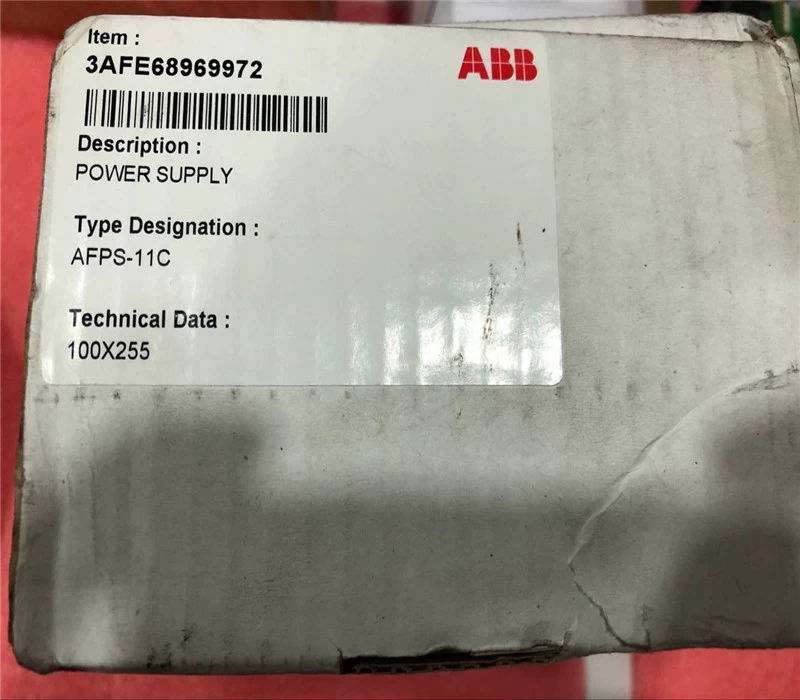 Item :
3AFE68969972
ABB
Description :
POWER SUPPLY
Type Designation :
AFPS-11C
Technical Data :
100X255